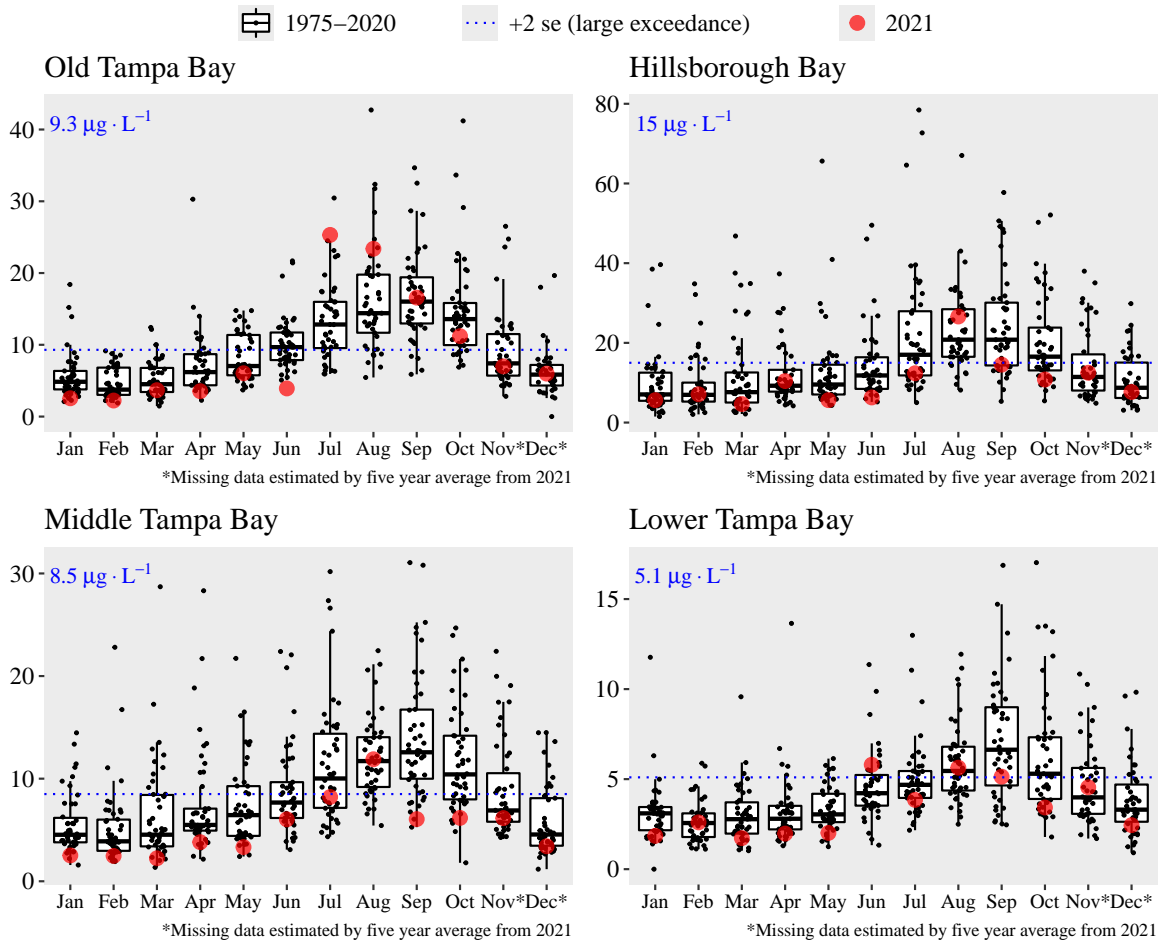 1975–2020
+2 se (large exceedance)
2021
Old Tampa Bay
9.3 μg · L⁻¹
40
30
20
10
0
Jan Feb Mar Apr May Jun Jul Aug Sep Oct Nov* Dec*
*Missing data estimated by five year average from 2021
Hillsborough Bay
15 μg · L⁻¹
80
60
40
20
0
Jan Feb Mar Apr May Jun Jul Aug Sep Oct Nov* Dec*
*Missing data estimated by five year average from 2021
Middle Tampa Bay
8.5 μg · L⁻¹
30
20
10
0
Jan Feb Mar Apr May Jun Jul Aug Sep Oct Nov* Dec*
*Missing data estimated by five year average from 2021
Lower Tampa Bay
5.1 μg · L⁻¹
15
10
5
0
Jan Feb Mar Apr May Jun Jul Aug Sep Oct Nov* Dec*
*Missing data estimated by five year average from 2021